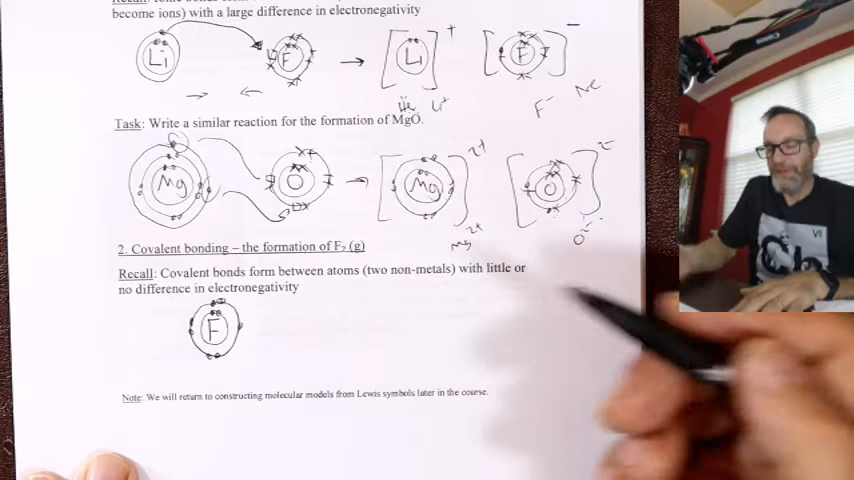 become ions) with a large difference in electronegativity
Li F → [Li]+ [F]−
Li+ F− Ne
Task: Write a similar reaction for the formation of MgO.
Mg O → [Mg]2+ [O]2−
Mg2+ O2−
2. Covalent bonding – the formation of F₂ (g)
Recall: Covalent bonds form between atoms (two non-metals) with little or
no difference in electronegativity
F
Note: We will return to constructing molecular models from Lewis symbols later in the course.
Canon
VI